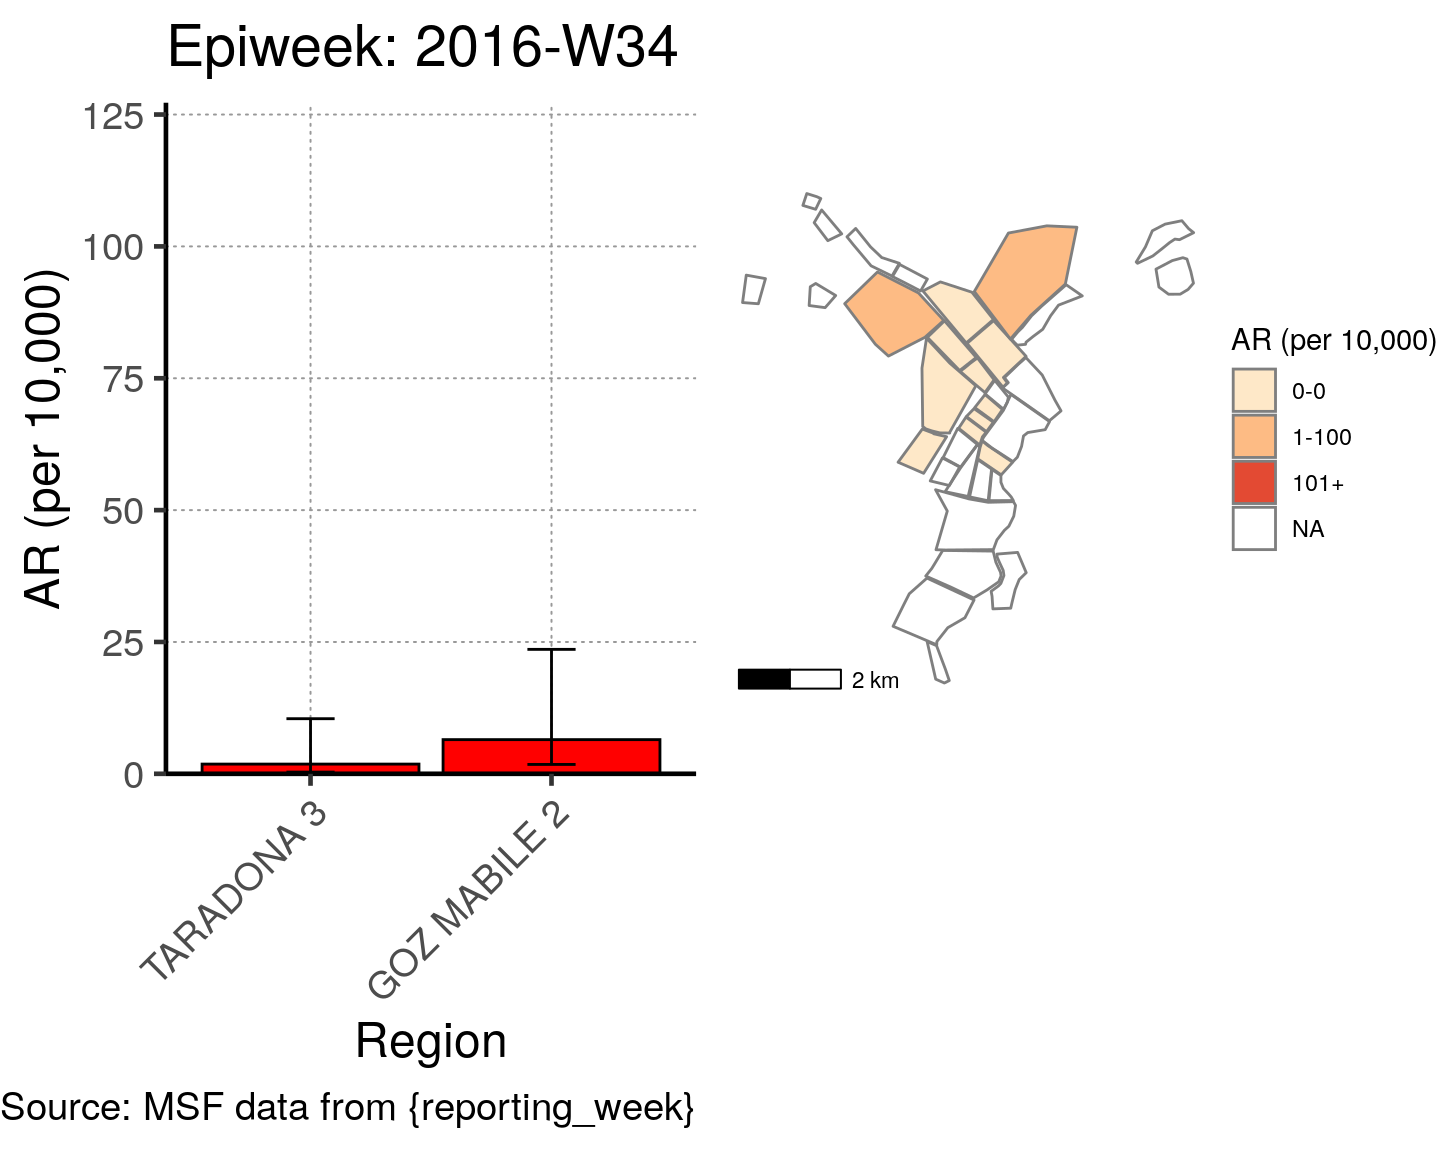 Epiweek: 2016-W34
AR (per 10,000)
125
100
75
50
25
0
TARADONA 3
GOZ MABILE 2
Region
Source: MSF data from {reporting_week}
AR (per 10,000)
0-0
1-100
101+
NA
2 km